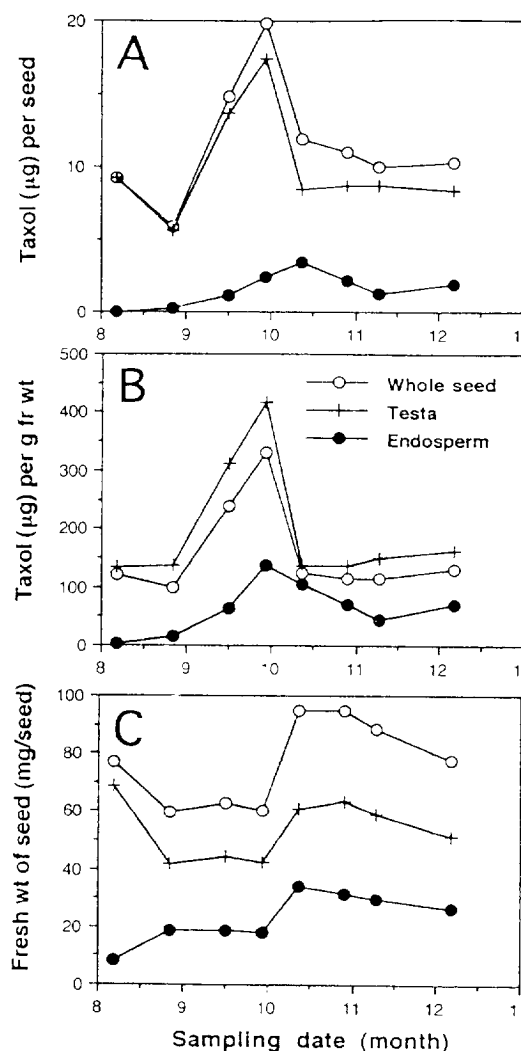 A
Taxol (µg) per seed
20
10
0
8 9 10 11 12 1
B
Taxol (µg) per g fr wt
500
400
300
200
100
0
Whole seed
Testa
Endosperm
8 9 10 11 12 1
C
Fresh wt of seed (mg/seed)
100
80
60
40
20
0
8 9 10 11 12 1
Sampling date (month)